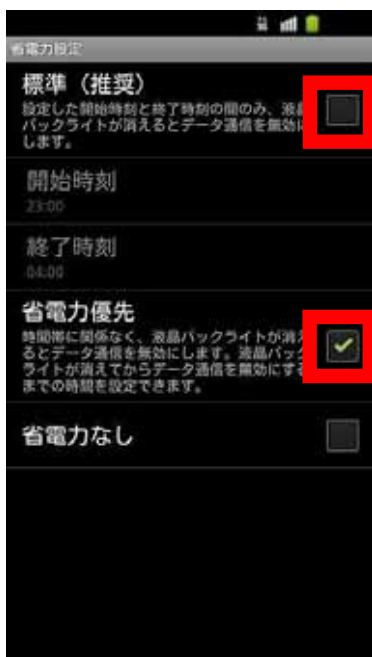 省電力設定
標準（推奨）
設定した開始時刻と終了時刻の間のみ、液晶
バックライトが消えるとデータ通信を無効に
します。
開始時刻
23:00
終了時刻
04:00
省電力優先
時間帯に関係なく、液晶バックライトが消え
るとデータ通信を無効にします。液晶バック
ライトが消えてからデータ通信を無効にする
までの時間を設定できます。
省電力なし